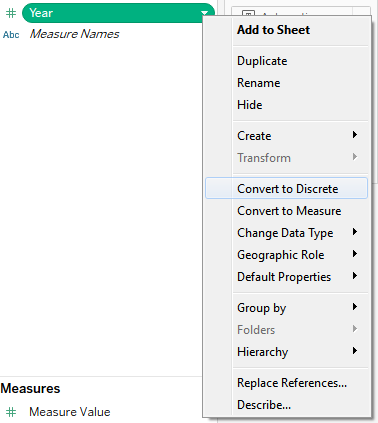 # Year
Abc Measure Names
Add to Sheet
Duplicate
Rename
Hide
Create
Transform
Convert to Discrete
Convert to Measure
Change Data Type
Geographic Role
Default Properties
Group by
Folders
Hierarchy
Replace References...
Describe...
Measures
# Measure Value